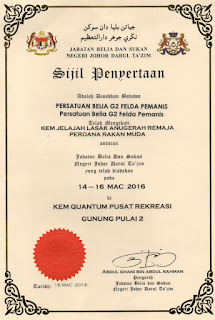 جابتن بليا دان سوكن
نڬري جوهر دارالتعظيم
JABATAN BELIA DAN SUKAN
NEGERI JOHOR DARUL TA'ZIM
Sijil Penyertaan
Adalah Disahkan Bahawa
PERSATUAN BELIA G2 FELDA PEMANIS
Persatuan Belia G2 Felda Pemanis
Telah Mengikuti
KEM JELAJAH LASAK ANUGERAH REMAJA
PERDANA RAKAN MUDA
anjuran
Jabatan Belia Dan Sukan
Negeri Johor Darul Ta'zim
yang telah diadakan
pada
14-16 MAC 2016
di
KEM QUANTUM PUSAT REKREASI
GUNUNG PULAI 2
ABDUL GHANI BIN ABDUL RAHMAN
Pengarah
Jabatan Belia Dan Sukan
Negeri Johor Darul Ta'zim
Tarikh: 16 MAC 2016